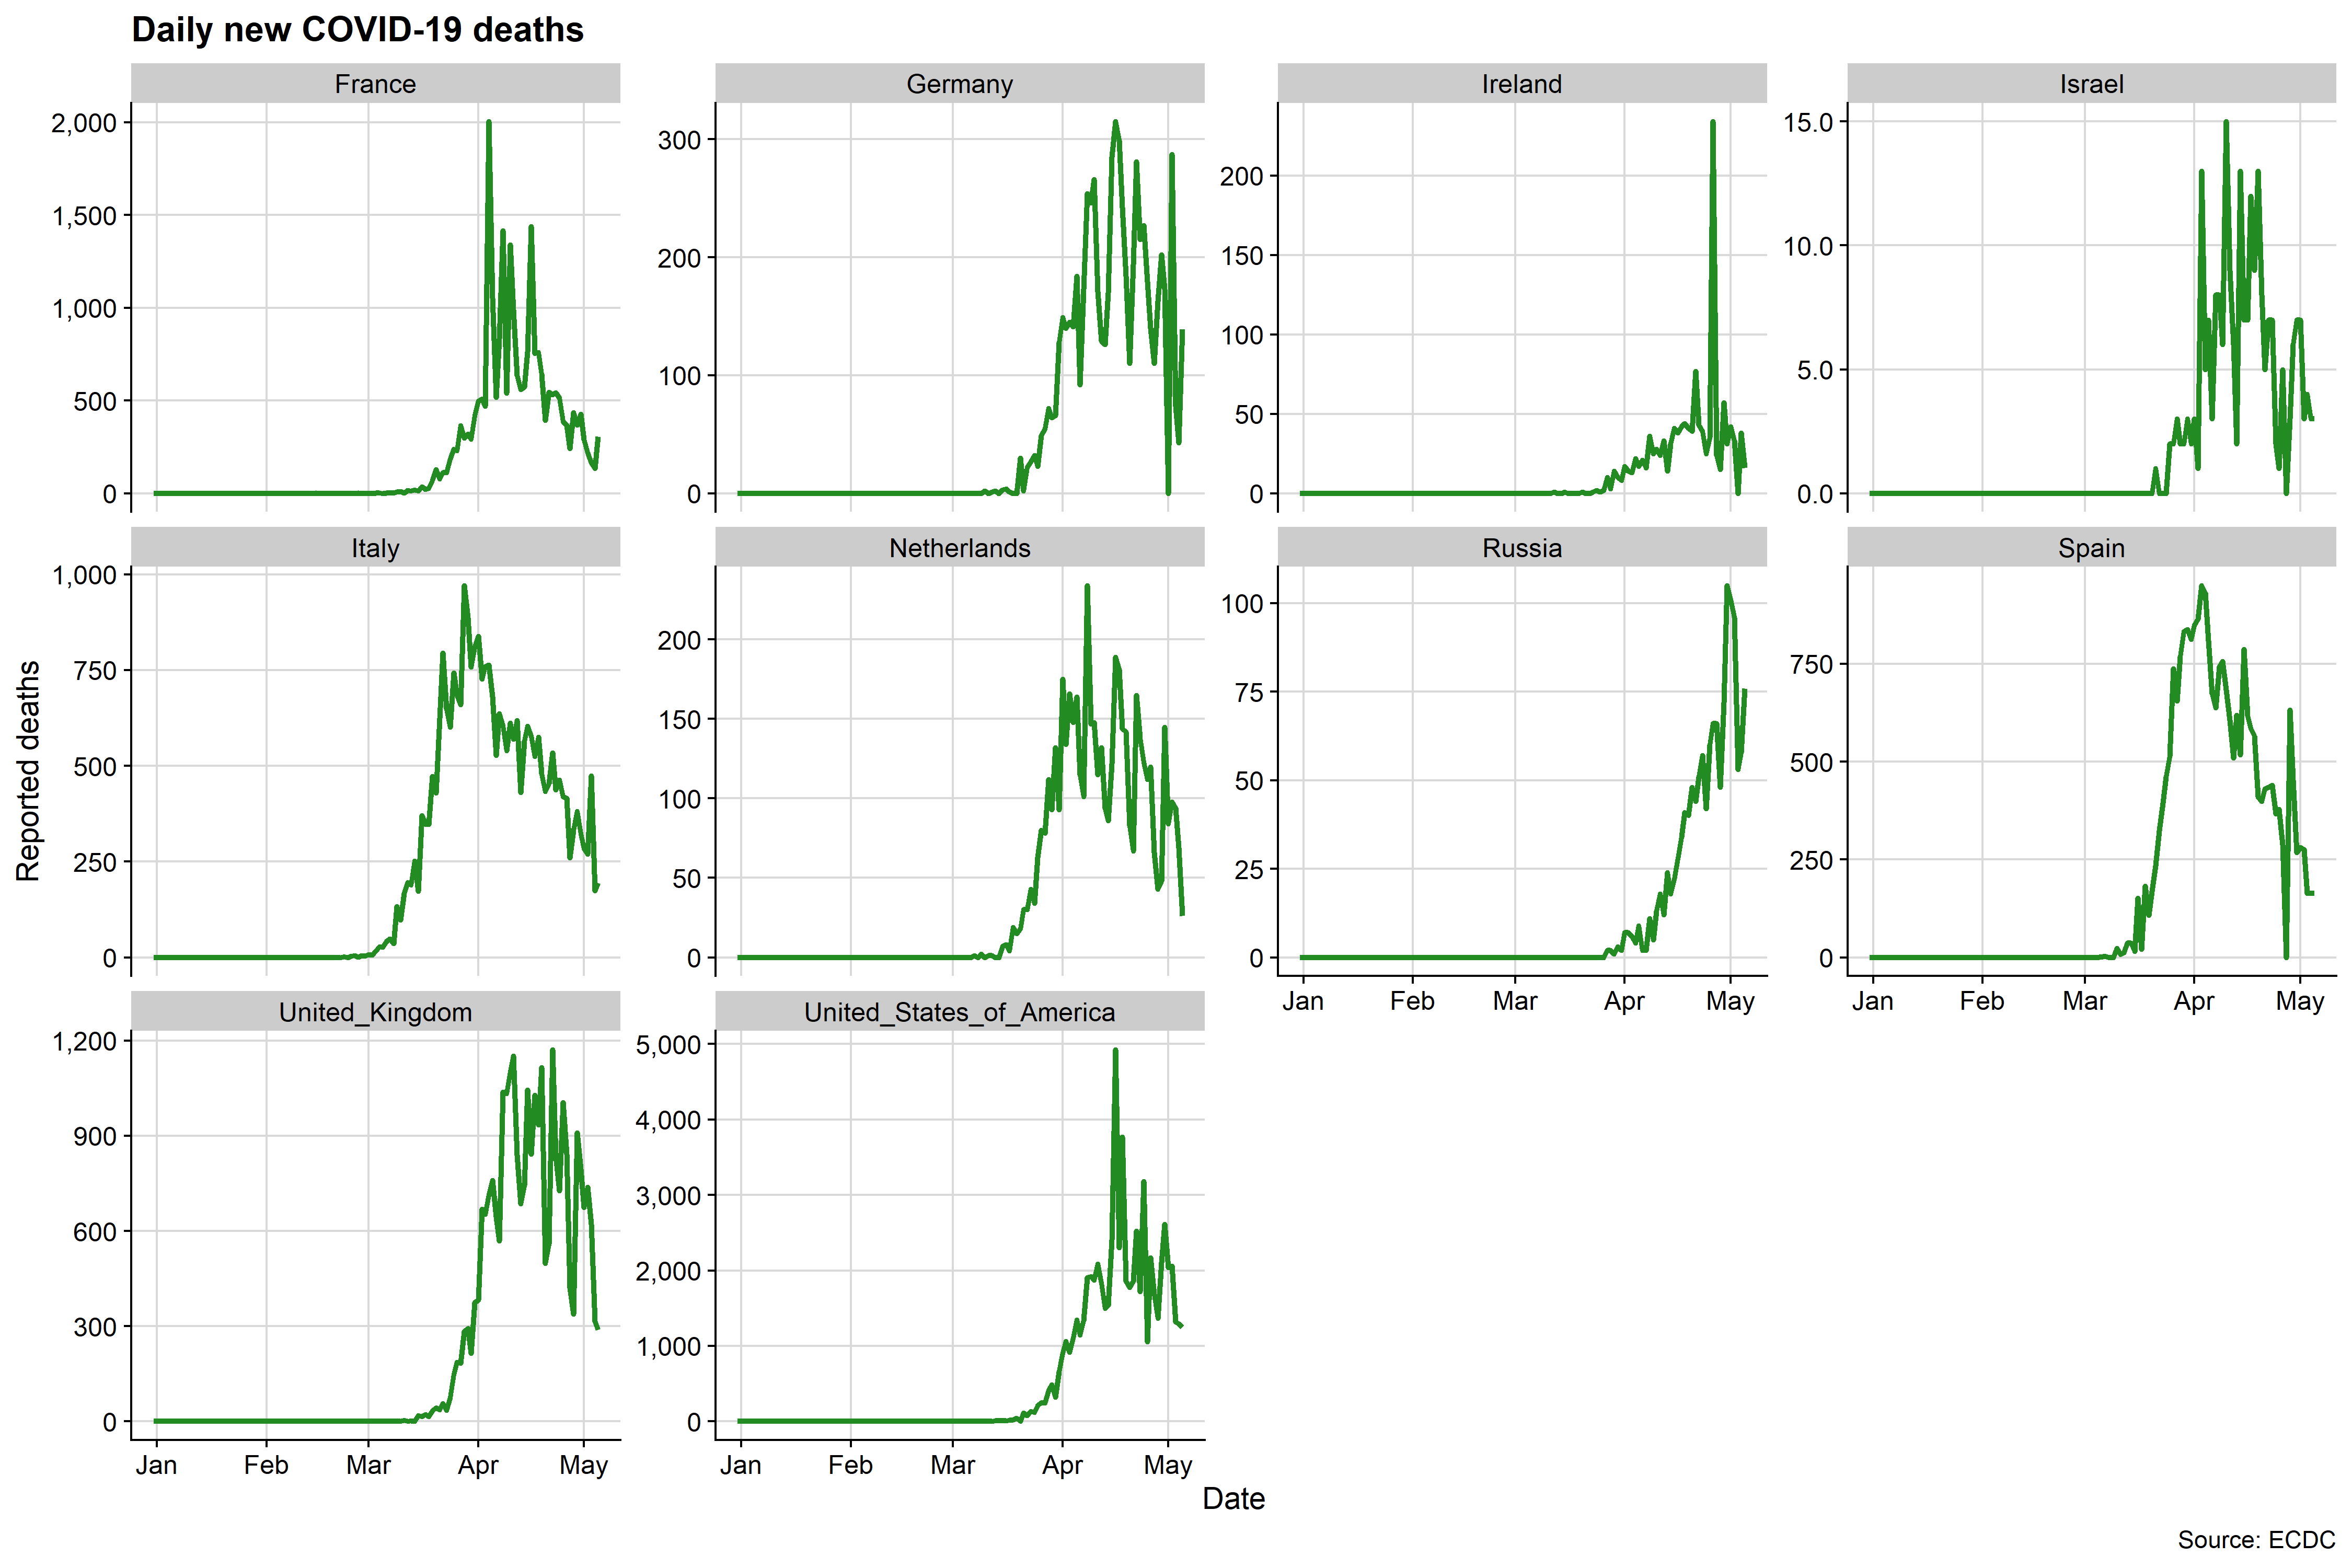 Daily new COVID-19 deaths
France
Germany
Ireland
Israel
2,000
1,500
1,000
500
0
300
200
100
0
200
150
100
50
0
15.0
10.0
5.0
0.0
Italy
Netherlands
Russia
Spain
Reported deaths
1,000
750
500
250
0
200
150
100
50
0
100
75
50
25
0
750
500
250
0
Jan Feb Mar Apr May
Jan Feb Mar Apr May
United_Kingdom
United_States_of_America
1,200
900
600
300
0
5,000
4,000
3,000
2,000
1,000
0
Jan Feb Mar Apr May
Jan Feb Mar Apr May
Date
Source: ECDC